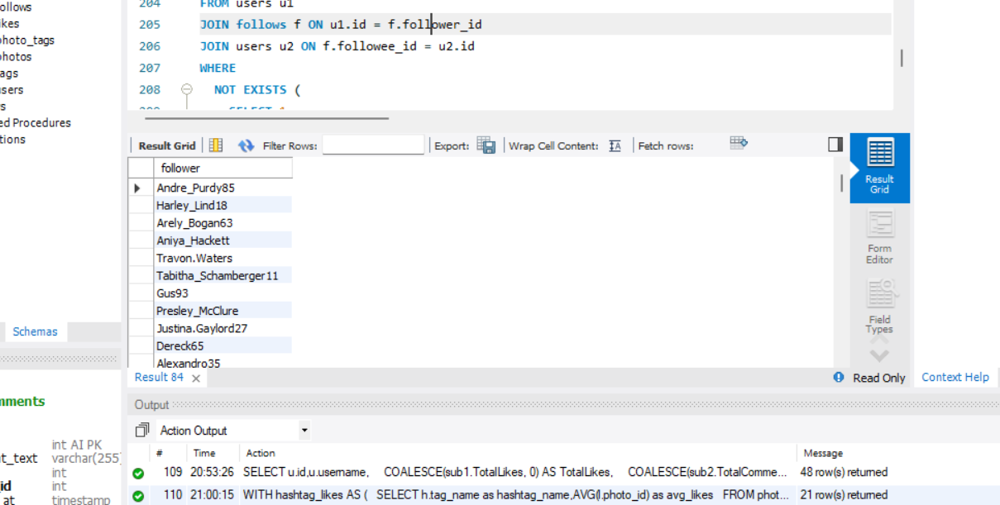 ollows
ikes
photo_tags
photos
ags
users
s
ed Procedures
tions
204 FROM users u1
205 JOIN follows f ON u1.id = f.follower_id
206 JOIN users u2 ON f.followee_id = u2.id
207 WHERE
208 NOT EXISTS (
209 SELECT 1
Result Grid Filter Rows: Export: Wrap Cell Content: Fetch rows:
follower
Andre_Purdy85
Harley_Lind18
Arely_Bogan63
Aniya_Hackett
Travon.Waters
Tabitha_Schamberger11
Gus93
Presley_McClure
Justina.Gaylord27
Dereck65
Alexandro35
Result
Grid
Form
Editor
Field
Types
Schemas
Result 84
Read Only
Context Help
mments
int AI PK
t_text varchar(255)
int
id int
at timestamp
Output
Action Output
# Time Action Message
109 20:53:26 SELECT u.id,u.username, COALESCE(sub1.TotalLikes, 0) AS TotalLikes, COALESCE(sub2.TotalComme... 48 row(s) returned
110 21:00:15 WITH hashtag_likes AS ( SELECT h.tag_name as hashtag_name,AVG(l.photo_id) as avg_likes FROM phot... 21 row(s) returned